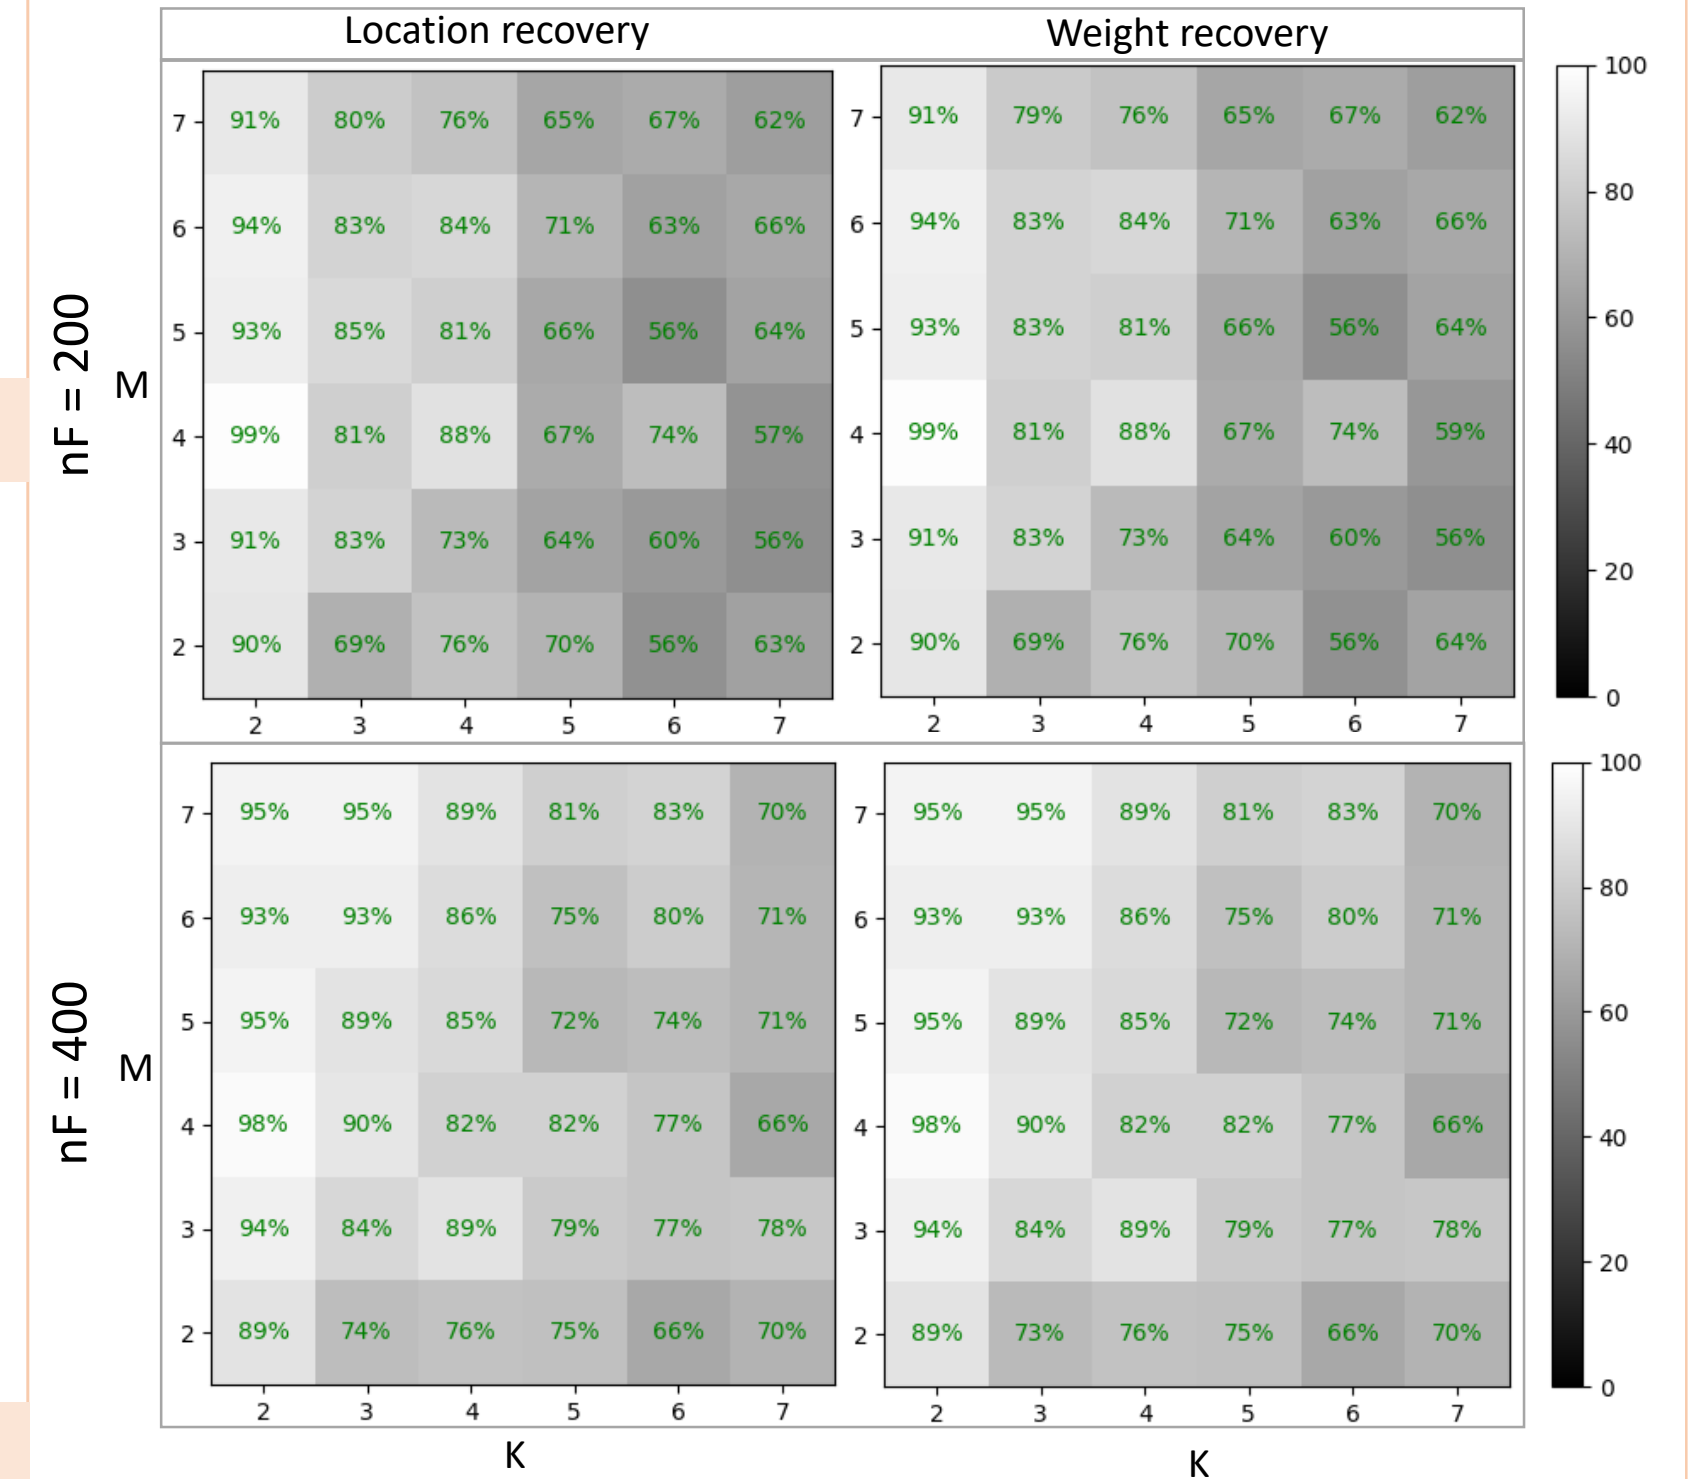 Location recovery Weight recovery
nF = 200
M
7 91% 80% 76% 65% 67% 62%
6 94% 83% 84% 71% 63% 66%
5 93% 85% 81% 66% 56% 64%
4 99% 81% 88% 67% 74% 57%
3 91% 83% 73% 64% 60% 56%
2 90% 69% 76% 70% 56% 63%
2 3 4 5 6 7
7 91% 79% 76% 65% 67% 62%
6 94% 83% 84% 71% 63% 66%
5 93% 83% 81% 66% 56% 64%
4 99% 81% 88% 67% 74% 59%
3 91% 83% 73% 64% 60% 56%
2 90% 69% 76% 70% 56% 64%
2 3 4 5 6 7
100
80
60
40
20
0
nF = 400
M
7 95% 95% 89% 81% 83% 70%
6 93% 93% 86% 75% 80% 71%
5 95% 89% 85% 72% 74% 71%
4 98% 90% 82% 82% 77% 66%
3 94% 84% 89% 79% 77% 78%
2 89% 74% 76% 75% 66% 70%
2 3 4 5 6 7
K
7 95% 95% 89% 81% 83% 70%
6 93% 93% 86% 75% 80% 71%
5 95% 89% 85% 72% 74% 71%
4 98% 90% 82% 82% 77% 66%
3 94% 84% 89% 79% 77% 78%
2 89% 73% 76% 75% 66% 70%
2 3 4 5 6 7
K
100
80
60
40
20
0